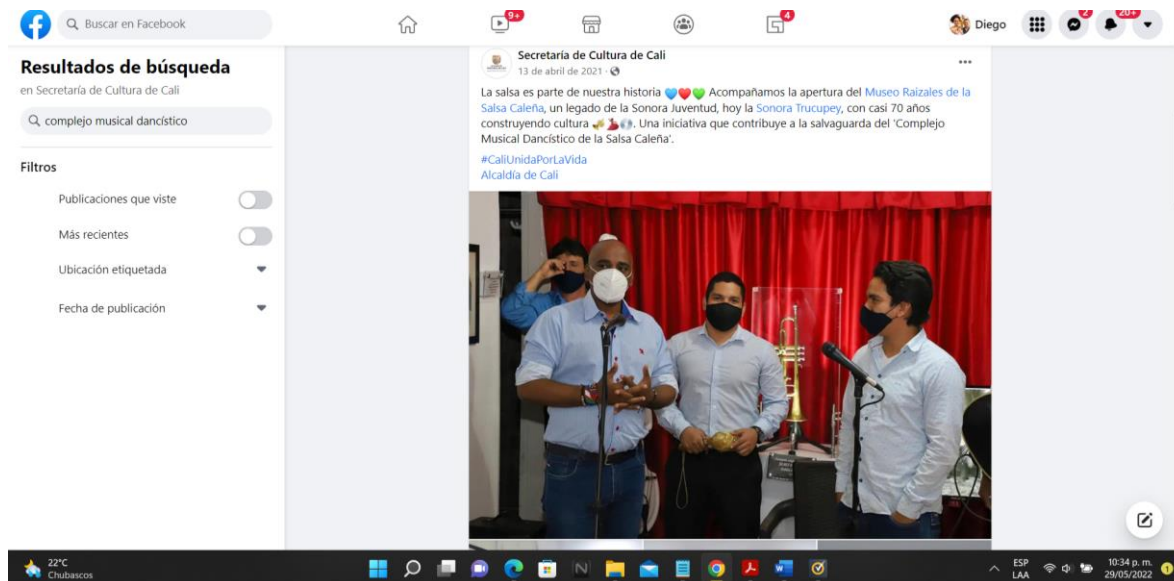 Buscar en Facebook
9+
4
Diego
2
20+
Resultados de búsqueda
en Secretaría de Cultura de Cali
complejo musical dancístico
Filtros
Publicaciones que viste
Más recientes
Ubicación etiquetada
Fecha de publicación
Secretaría de Cultura de Cali
13 de abril de 2021 ·
La salsa es parte de nuestra historia 💙❤️💚 Acompañamos la apertura del Museo Raizales de la
Salsa Caleña, un legado de la Sonora Juventud, hoy la Sonora Trucupey, con casi 70 años
construyendo cultura 🎺💃🪘. Una iniciativa que contribuye a la salvaguarda del 'Complejo
Musical Dancístico de la Salsa Caleña'.
#CaliUnidaPorLaVida
Alcaldía de Cali
22°C
Chubascos
ESP
LAA
10:34 p. m.
29/05/2022
1